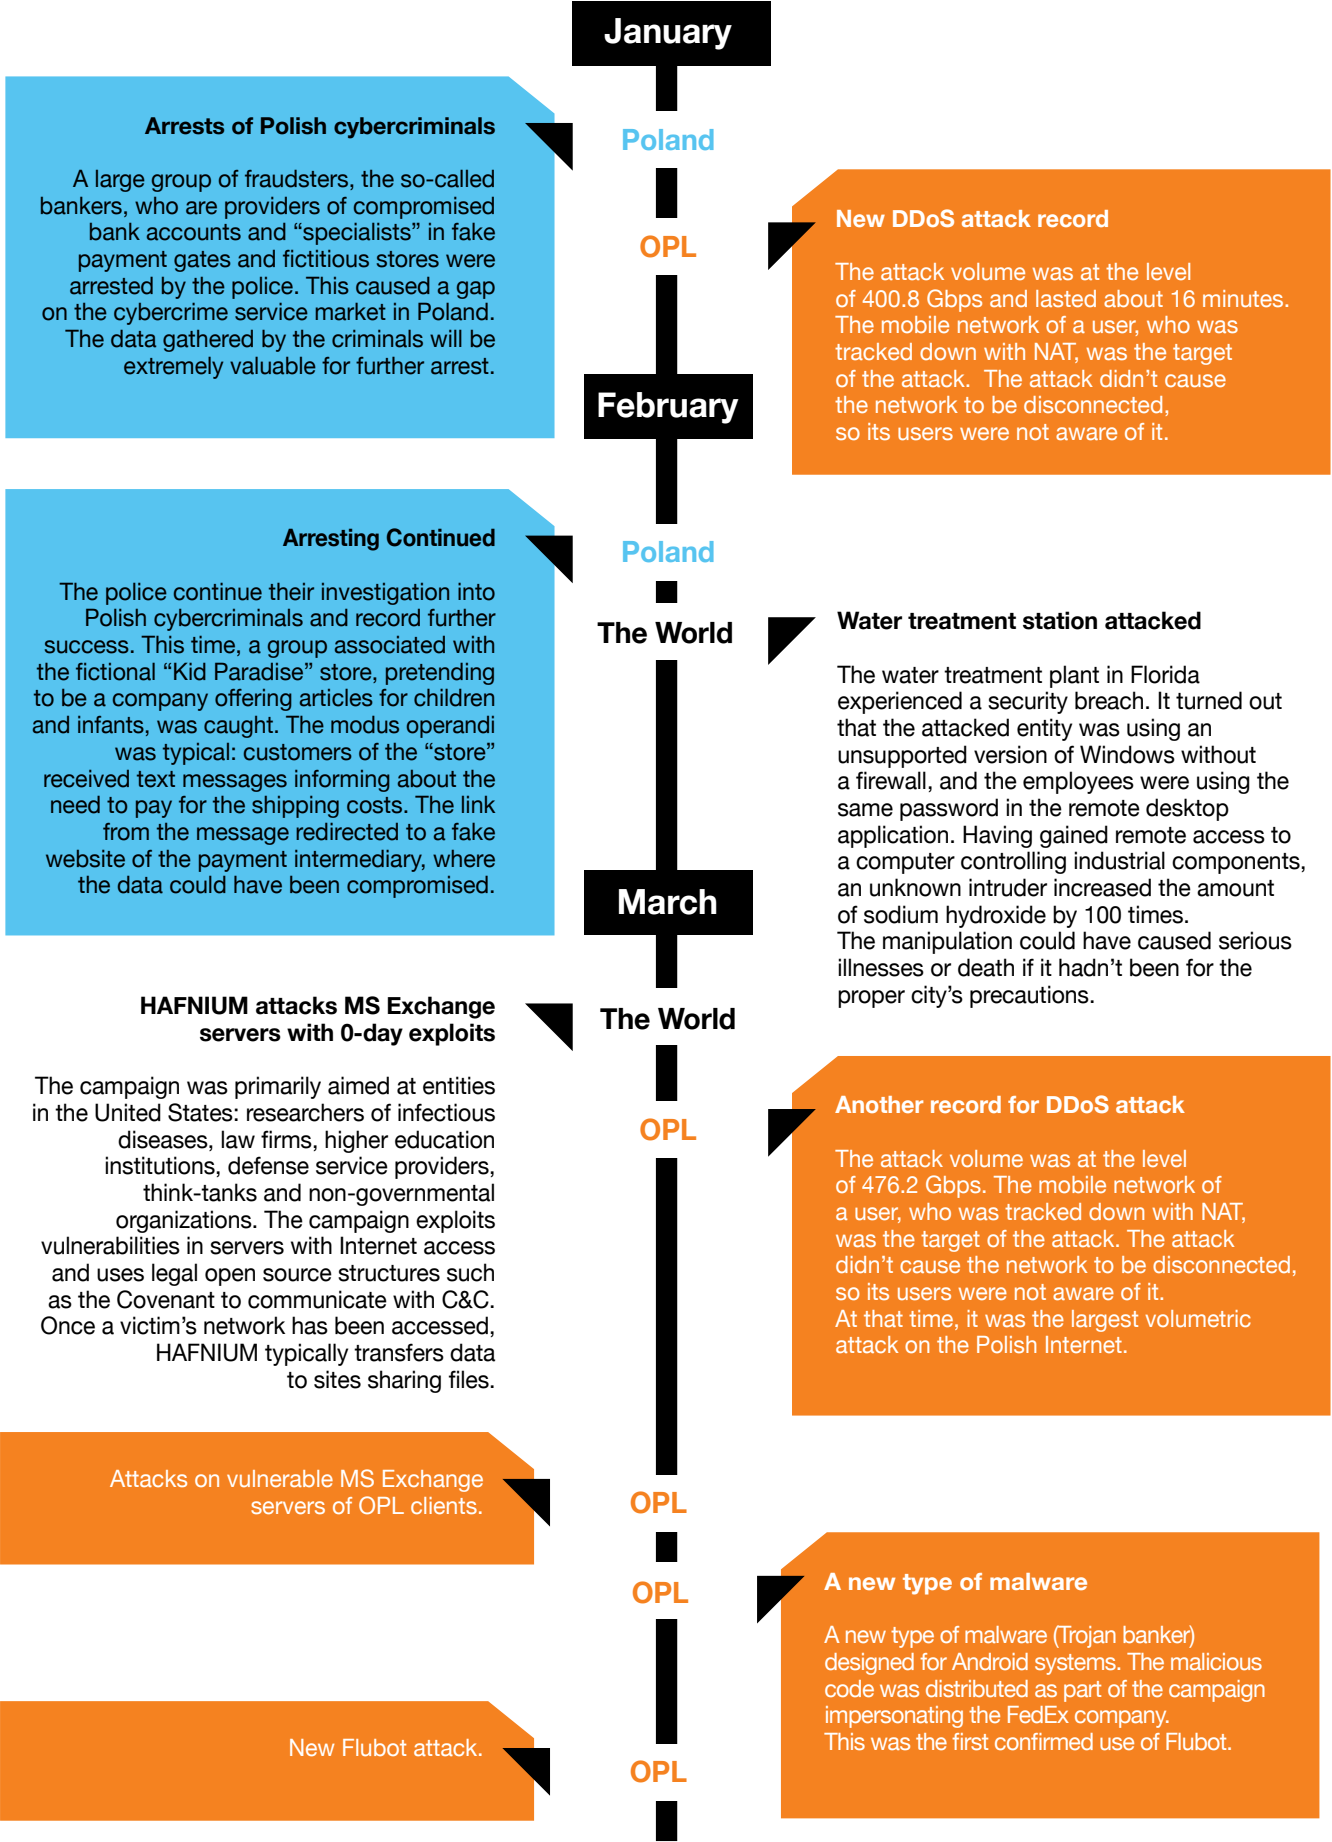 January
Poland
Arrests of Polish cybercriminals
A large group of fraudsters, the so-called
bankers, who are providers of compromised
bank accounts and “specialists” in fake
payment gates and fictitious stores were
arrested by the police. This caused a gap
on the cybercrime service market in Poland.
The data gathered by the criminals will be
extremely valuable for further arrest.
OPL
New DDoS attack record
The attack volume was at the level
of 400.8 Gbps and lasted about 16 minutes.
The mobile network of a user, who was
tracked down with NAT, was the target
of the attack.  The attack didn’t cause
the network to be disconnected,
so its users were not aware of it.
February
Poland
Arresting Continued
The police continue their investigation into
Polish cybercriminals and record further
success. This time, a group associated with
the fictional “Kid Paradise” store, pretending
to be a company offering articles for children
and infants, was caught. The modus operandi
was typical: customers of the “store”
received text messages informing about the
need to pay for the shipping costs. The link
from the message redirected to a fake
website of the payment intermediary, where
the data could have been compromised.
The World
Water treatment station attacked
The water treatment plant in Florida
experienced a security breach. It turned out
that the attacked entity was using an
unsupported version of Windows without
a firewall, and the employees were using the
same password in the remote desktop
application. Having gained remote access to
a computer controlling industrial components,
an unknown intruder increased the amount
of sodium hydroxide by 100 times.
The manipulation could have caused serious
illnesses or death if it hadn’t been for the
proper city’s precautions.
March
The World
HAFNIUM attacks MS Exchange
servers with 0-day exploits
The campaign was primarily aimed at entities
in the United States: researchers of infectious
diseases, law firms, higher education
institutions, defense service providers,
think-tanks and non-governmental
organizations. The campaign exploits
vulnerabilities in servers with Internet access
and uses legal open source structures such
as the Covenant to communicate with C&C.
Once a victim’s network has been accessed,
HAFNIUM typically transfers data
to sites sharing files.
OPL
Another record for DDoS attack
The attack volume was at the level
of 476.2 Gbps. The mobile network of
a user, who was tracked down with NAT,
was the target of the attack. The attack
didn’t cause the network to be disconnected,
so its users were not aware of it.
At that time, it was the largest volumetric
attack on the Polish Internet.
OPL
Attacks on vulnerable MS Exchange
servers of OPL clients.
OPL
A new type of malware
A new type of malware (Trojan banker)
designed for Android systems. The malicious
code was distributed as part of the campaign
impersonating the FedEx company.
This was the first confirmed use of Flubot.
OPL
New Flubot attack.